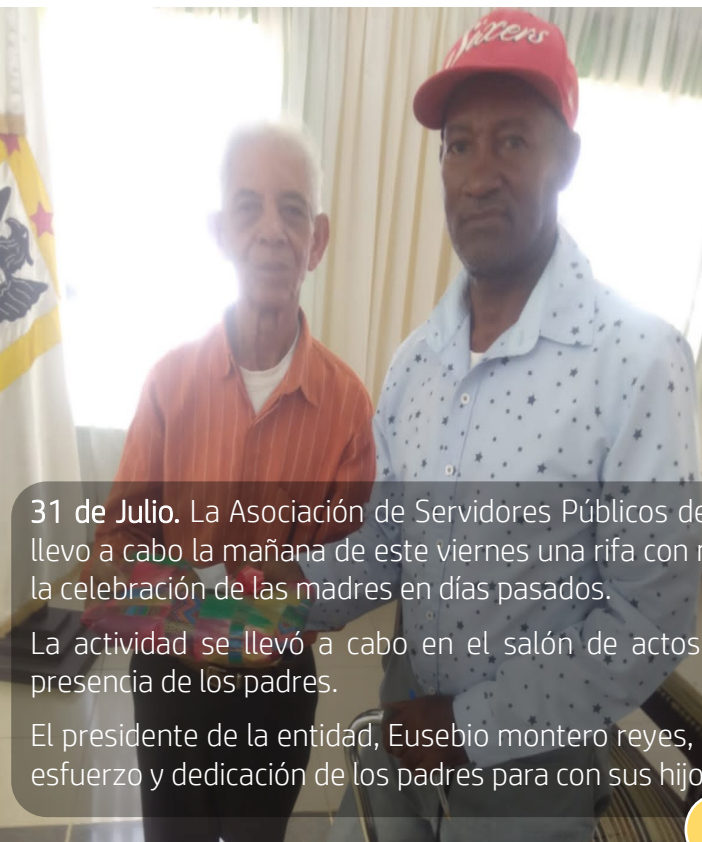 Sixers
31 de Julio. La Asociación de Servidores Públicos de
llevo a cabo la mañana de este viernes una rifa con
la celebración de las madres en días pasados.
La actividad se llevó a cabo en el salón de actos
presencia de los padres.
El presidente de la entidad, Eusebio montero reyes,
esfuerzo y dedicación de los padres para con sus hijo